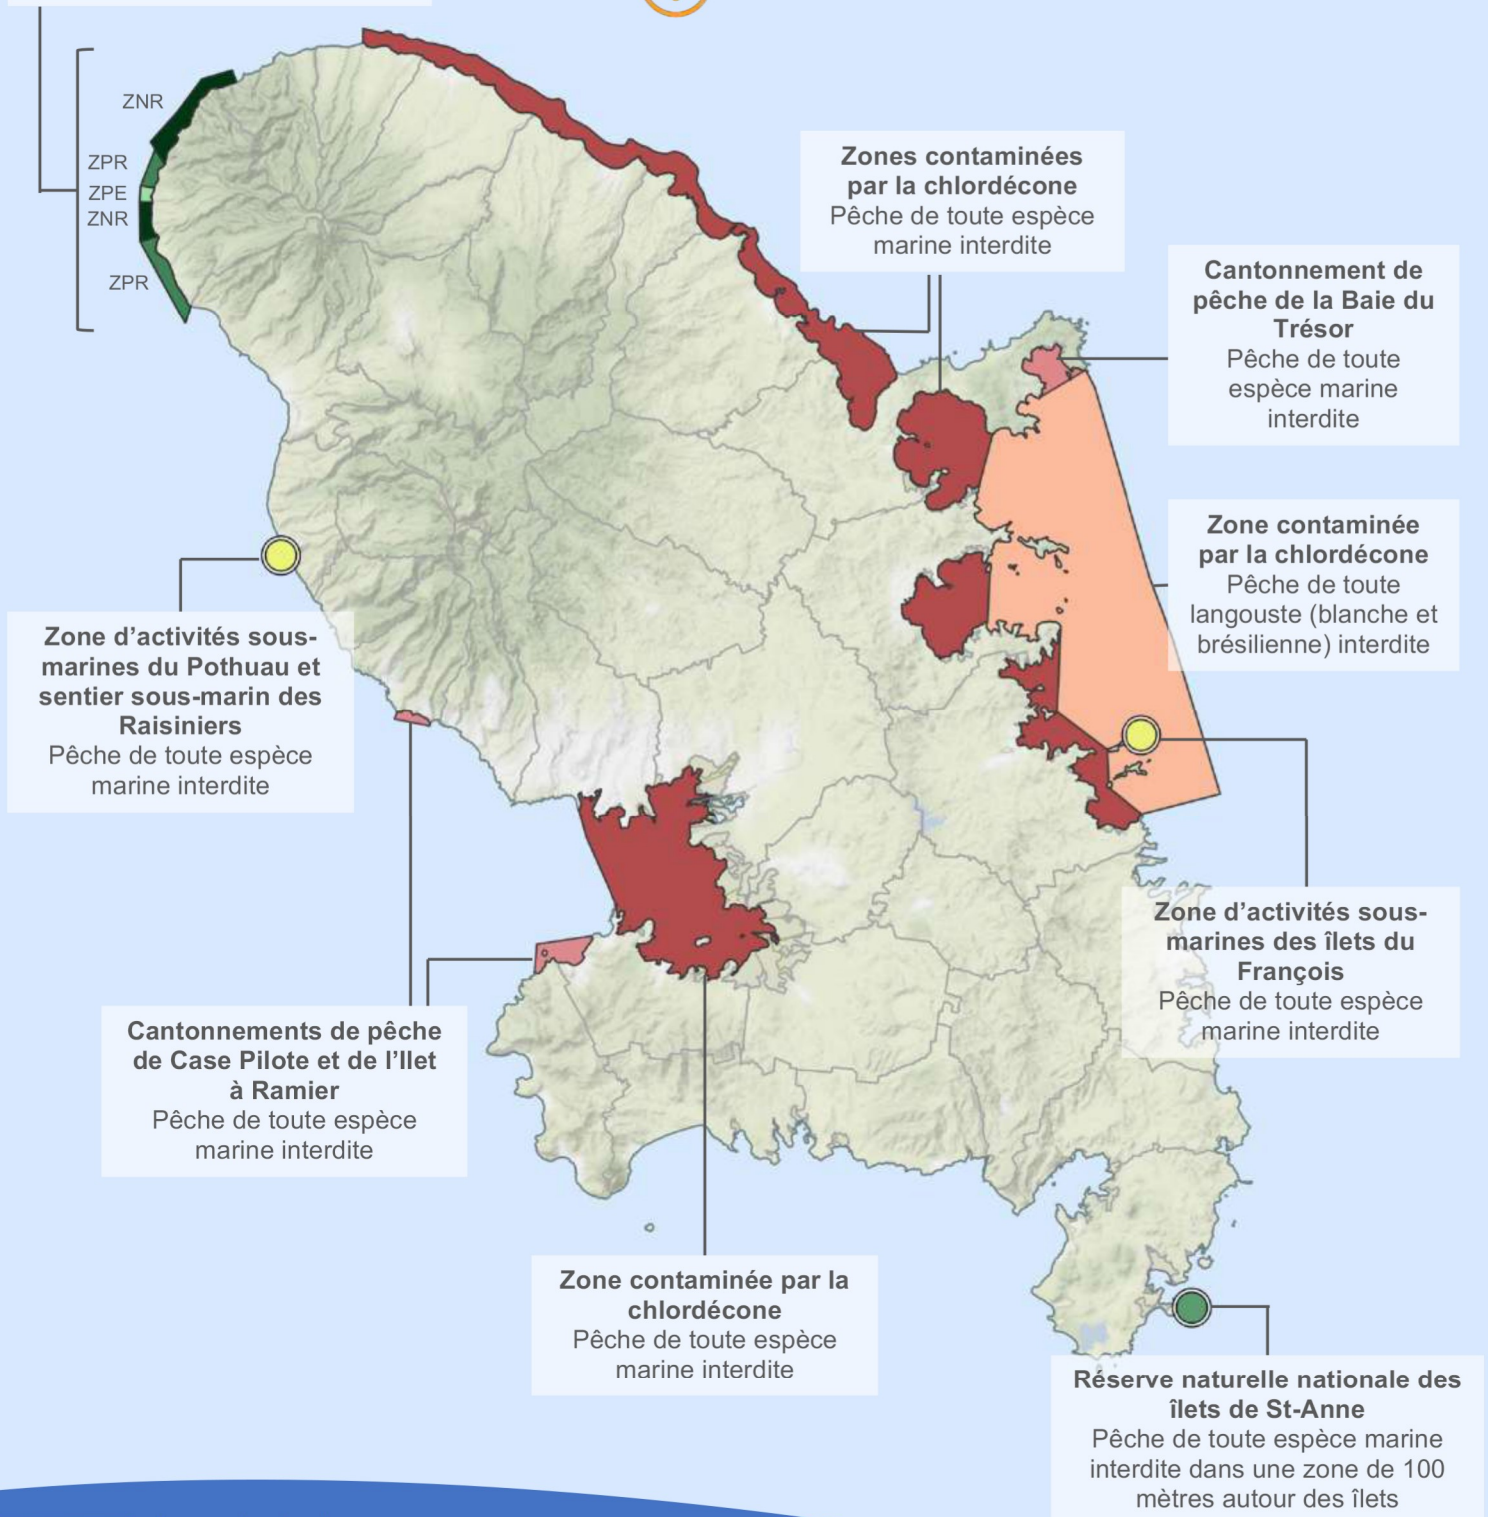 ZNR
ZPR
ZPE
ZNR
ZPR
Zones contaminées
par la chlordécone
Pêche de toute espèce
marine interdite
Cantonnement de
pêche de la Baie du
Trésor
Pêche de toute
espèce marine
interdite
Zone contaminée
par la chlordécone
Pêche de toute
langouste (blanche et
brésilienne) interdite
Zone d’activités sous-
marines du Pothuau et
sentier sous-marin des
Raisiniers
Pêche de toute espèce
marine interdite
Zone d’activités sous-
marines des îlets du
François
Pêche de toute espèce
marine interdite
Cantonnements de pêche
de Case Pilote et de l’Ilet
à Ramier
Pêche de toute espèce
marine interdite
Zone contaminée par la
chlordécone
Pêche de toute espèce
marine interdite
Réserve naturelle nationale des
îlets de St-Anne
Pêche de toute espèce marine
interdite dans une zone de 100
mètres autour des îlets